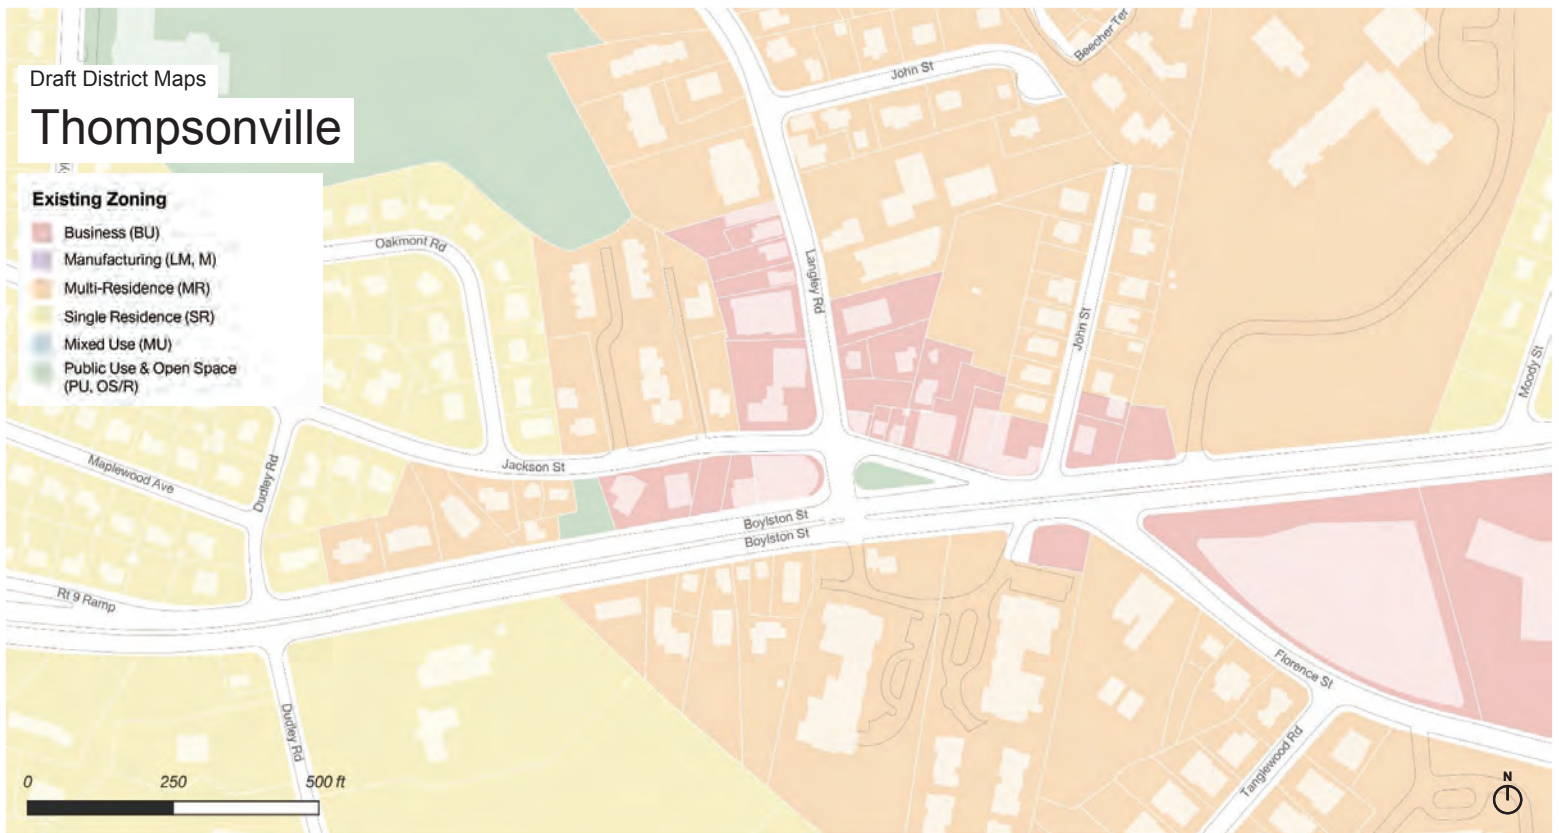 Draft District Maps
Thompsonville
Existing Zoning
Business (BU)
Manufacturing (LM, M)
Multi-Residence (MR)
Single Residence (SR)
Mixed Use (MU)
Public Use & Open Space
(PU, OS/R)
Beecher Ter
John St
Oakmont Rd
Langley Rd
John St
Moody St
Jackson St
Maplewood Ave
Dudley Rd
Boylston St
Boylston St
Rt 9 Ramp
Florence St
Dudley Rd
Tanglewood Rd
0 250 500 ft
N